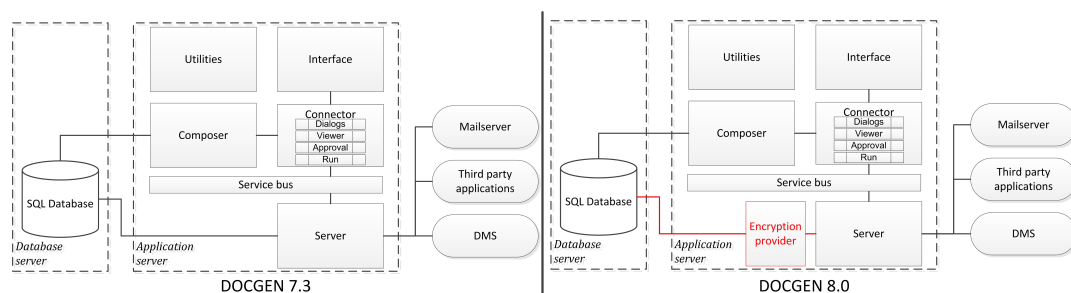 Utilities
Interface
Composer
Connector
Dialogs
Viewer
Approval
Run
Mailserver
Service bus
Third party
applications
SQL Database
Server
DMS
Database
server
Application
server
DOCGEN 7.3
Utilities
Interface
Composer
Connector
Dialogs
Viewer
Approval
Run
Mailserver
Service bus
Third party
applications
SQL Database
Encryption
provider
Server
DMS
Database
server
Application
server
DOCGEN 8.0